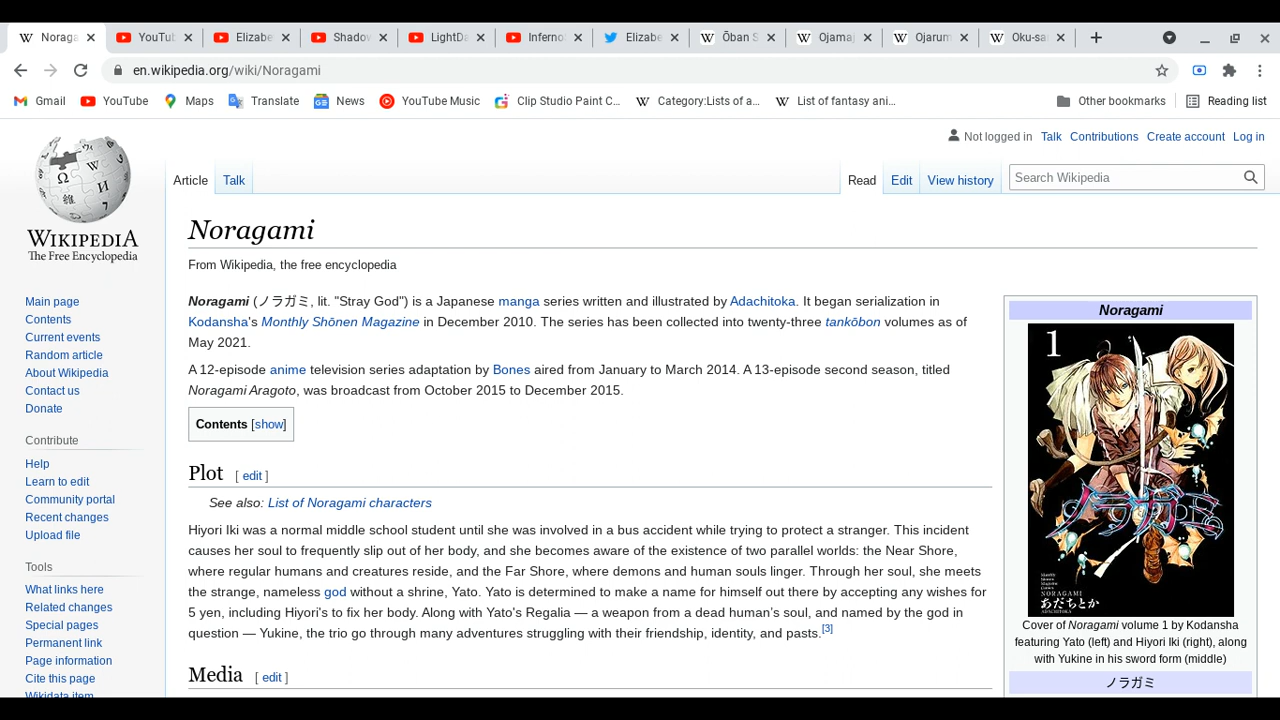 Noraga
YouTub
Elizabe
Shadow
LightDa
Inferno
Elizabe
Ōban S
Ojamaj
Ojarum
Oku-sa
en.wikipedia.org/wiki/Noragami
Gmail YouTube Maps Translate News YouTube Music Clip Studio Paint C... Category:Lists of a... List of fantasy ani... Other bookmarks Reading list
Not logged in Talk Contributions Create account Log in
Article Talk Read Edit View history Search Wikipedia
WIKIPEDIA
The Free Encyclopedia
Main page
Contents
Current events
Random article
About Wikipedia
Contact us
Donate
Contribute
Help
Learn to edit
Community portal
Recent changes
Upload file
Tools
What links here
Related changes
Special pages
Permanent link
Page information
Cite this page
Wikidata item
Noragami
From Wikipedia, the free encyclopedia
Noragami (ノラガミ, lit. "Stray God") is a Japanese manga series written and illustrated by Adachitoka. It began serialization in
Kodansha's Monthly Shōnen Magazine in December 2010. The series has been collected into twenty-three tankōbon volumes as of
May 2021.
A 12-episode anime television series adaptation by Bones aired from January to March 2014. A 13-episode second season, titled
Noragami Aragoto, was broadcast from October 2015 to December 2015.
Contents [show]
Plot [ edit ]
See also: List of Noragami characters
Hiyori Iki was a normal middle school student until she was involved in a bus accident while trying to protect a stranger. This incident
causes her soul to frequently slip out of her body, and she becomes aware of the existence of two parallel worlds: the Near Shore,
where regular humans and creatures reside, and the Far Shore, where demons and human souls linger. Through her soul, she meets
the strange, nameless god without a shrine, Yato. Yato is determined to make a name for himself out there by accepting any wishes for
5 yen, including Hiyori's to fix her body. Along with Yato's Regalia — a weapon from a dead human's soul, and named by the god in
question — Yukine, the trio go through many adventures struggling with their friendship, identity, and pasts.[3]
Media [ edit ]
Noragami
1
ノラガミ
Monthly
Shonen
Magazine
Comics
NORAGAMI
あだちとか
ADACHITOKA
Cover of Noragami volume 1 by Kodansha
featuring Yato (left) and Hiyori Iki (right), along
with Yukine in his sword form (middle)
ノラガミ